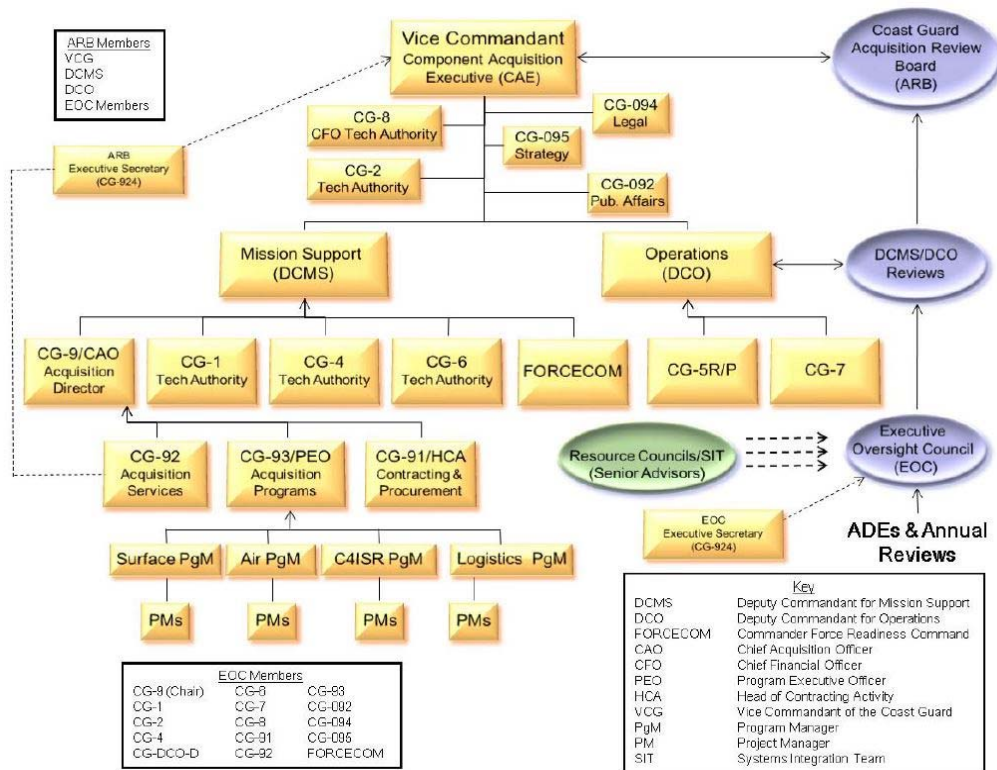 ARB Members
VCG
DCMS
DCO
EOC Members
Vice Commandant
Component Acquisition
Executive (CAE)
Coast Guard
Acquisition Review
Board
(ARB)
CG-8
CFO Tech Authority
CG-094
Legal
CG-095
Strategy
ARB
Executive Secretary
(CG-924)
CG-2
Tech Authority
CG-092
Pub. Affairs
Mission Support
(DCMS)
Operations
(DCO)
DCMS/DCO
Reviews
CG-9/CAO
Acquisition
Director
CG-1
Tech Authority
CG-4
Tech Authority
CG-6
Tech Authority
FORCECOM
CG-5R/P
CG-7
CG-92
Acquisition
Services
CG-93/PEO
Acquisition
Programs
CG-91/HCA
Contracting &
Procurement
Resource Councils/SIT
(Senior Advisors)
Executive
Oversight Council
(EOC)
EOC
Executive Secretary
(CG-924)
ADEs & Annual
Reviews
Surface PgM
Air PgM
C4ISR PgM
Logistics PgM
PMs
PMs
PMs
PMs
EOC Members
CG-9 (Chair) CG-6 CG-93
CG-1 CG-7 CG-092
CG-2 CG-8 CG-094
CG-4 CG-91 CG-095
CG-DCO-D CG-92 FORCECOM
Key
DCMS Deputy Commandant for Mission Support
DCO Deputy Commandant for Operations
FORCECOM Commander Force Readiness Command
CAO Chief Acquisition Officer
CFO Chief Financial Officer
PEO Program Executive Officer
HCA Head of Contracting Activity
VCG Vice Commandant of the Coast Guard
PgM Program Manager
PM Project Manager
SIT Systems Integration Team